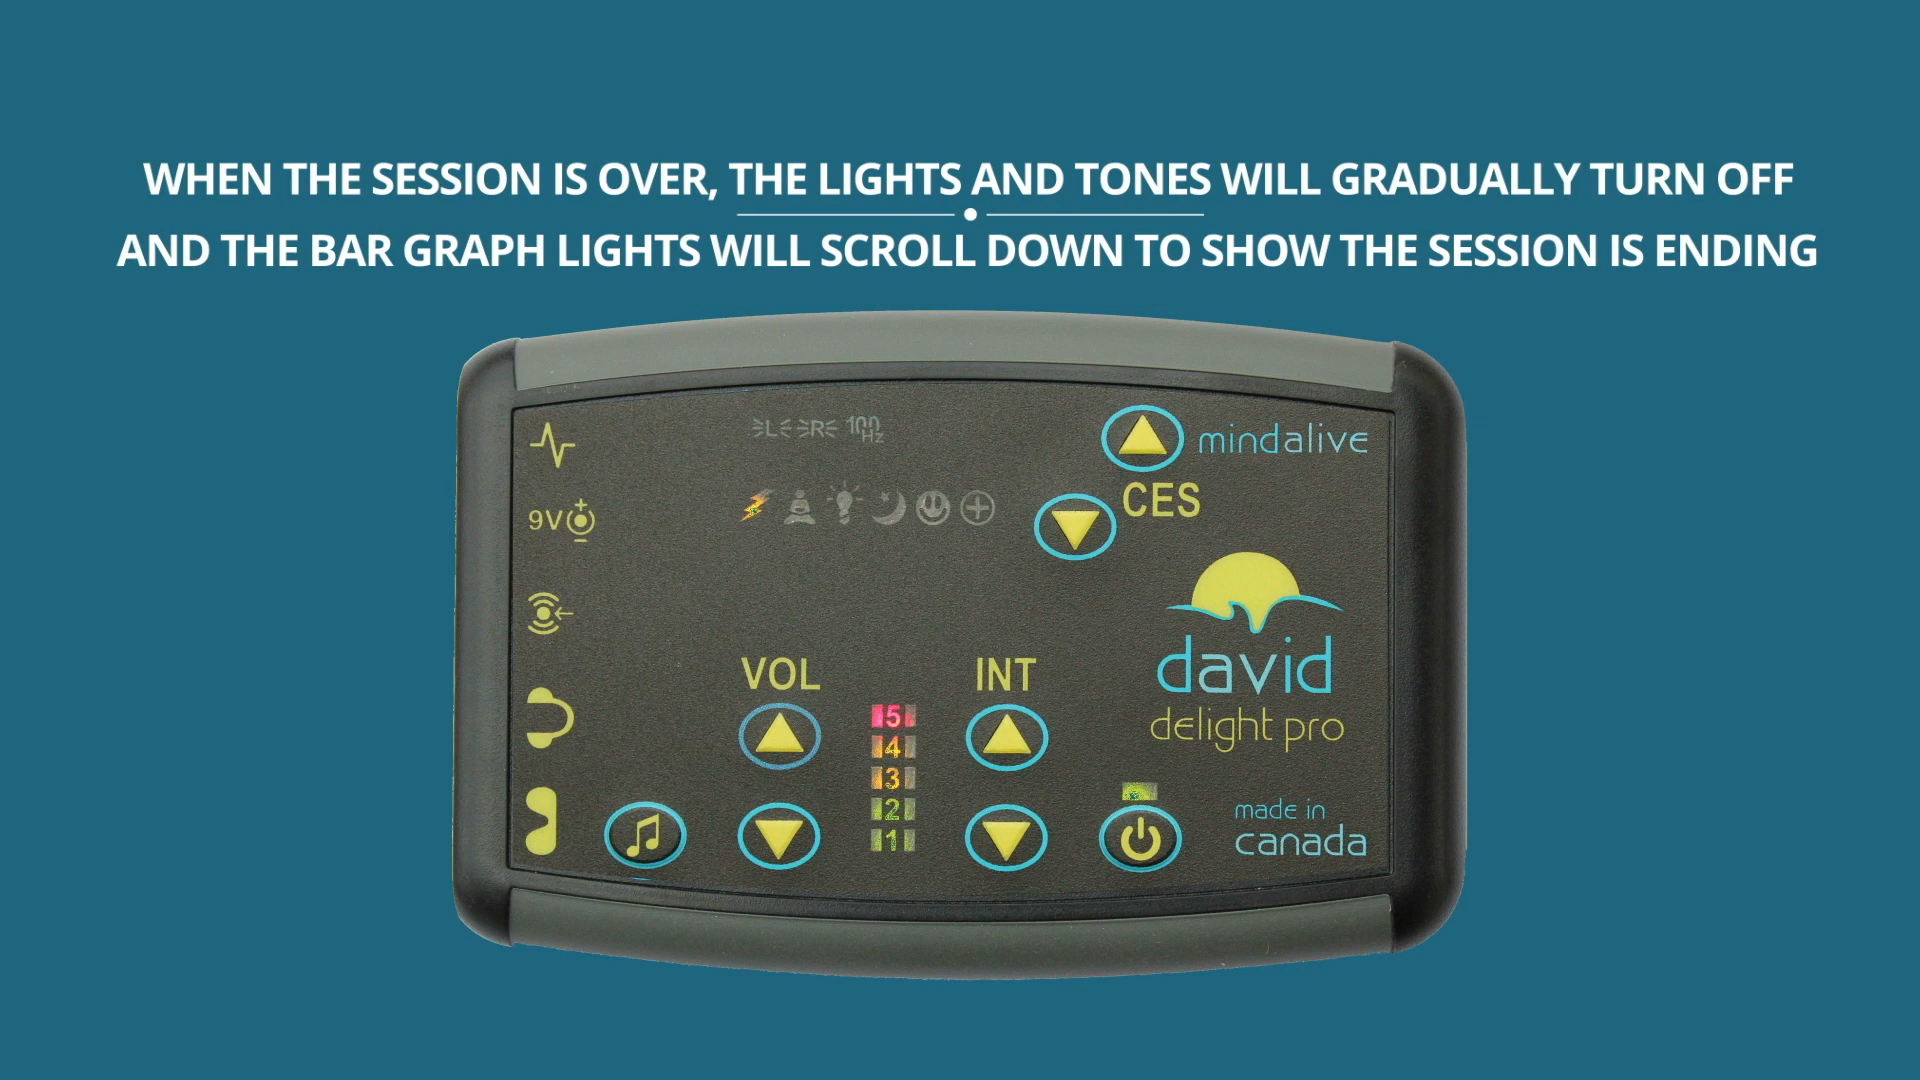 WHEN THE SESSION IS OVER, THE LIGHTS AND TONES WILL GRADUALLY TURN OFF
AND THE BAR GRAPH LIGHTS WILL SCROLL DOWN TO SHOW THE SESSION IS ENDING
L R 100 Hz
mindalive
CES
9V
david
delight pro
VOL
INT
5
4
3
2
1
made in
canada